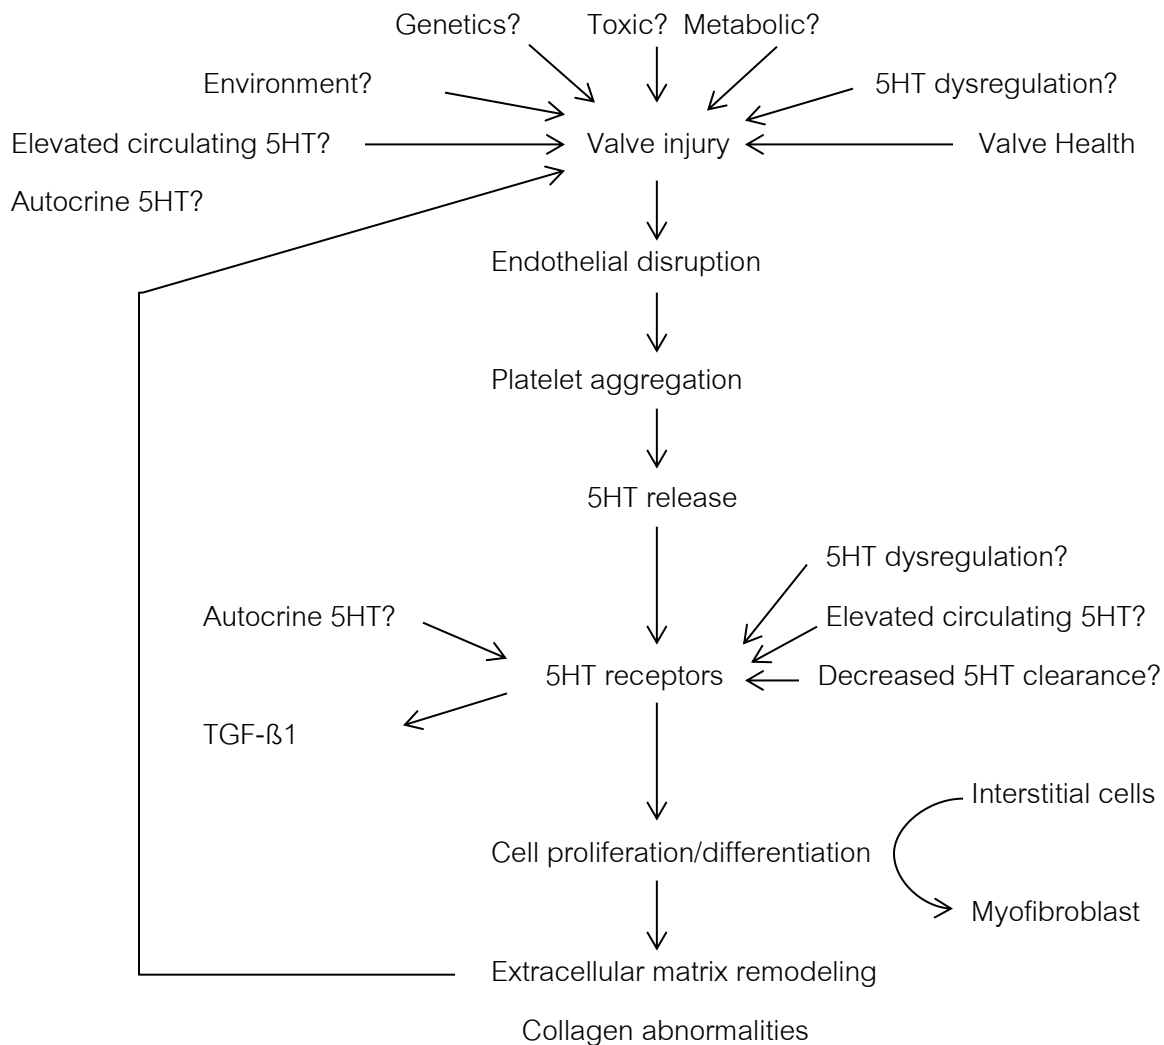 Genetics? Toxic? Metabolic?
Environment? 5HT dysregulation?
Elevated circulating 5HT? Valve injury Valve Health
Autocrine 5HT?
Endothelial disruption
Platelet aggregation
5HT release
5HT dysregulation?
Autocrine 5HT? Elevated circulating 5HT?
5HT receptors Decreased 5HT clearance?
TGF-ß1
Interstitial cells
Cell proliferation/differentiation
Myofibroblast
Extracellular matrix remodeling
Collagen abnormalities